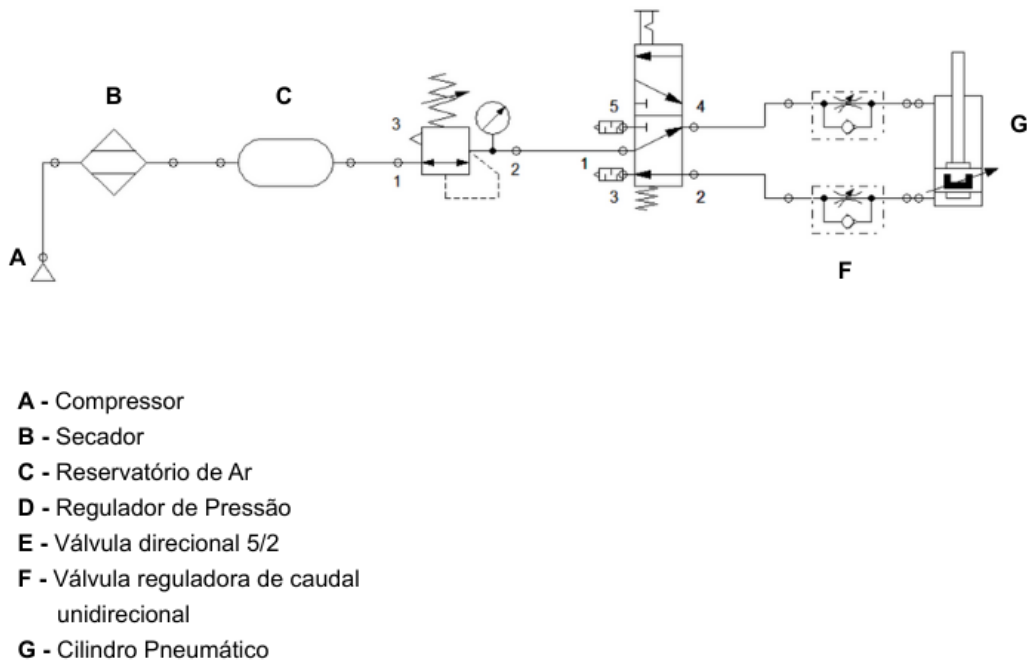 B
C
G
3
5
4
1
2
1
3
2
A
F
A - Compressor
B - Secador
C - Reservatório de Ar
D - Regulador de Pressão
E - Válvula direcional 5/2
F - Válvula reguladora de caudal
unidirecional
G - Cilindro Pneumático